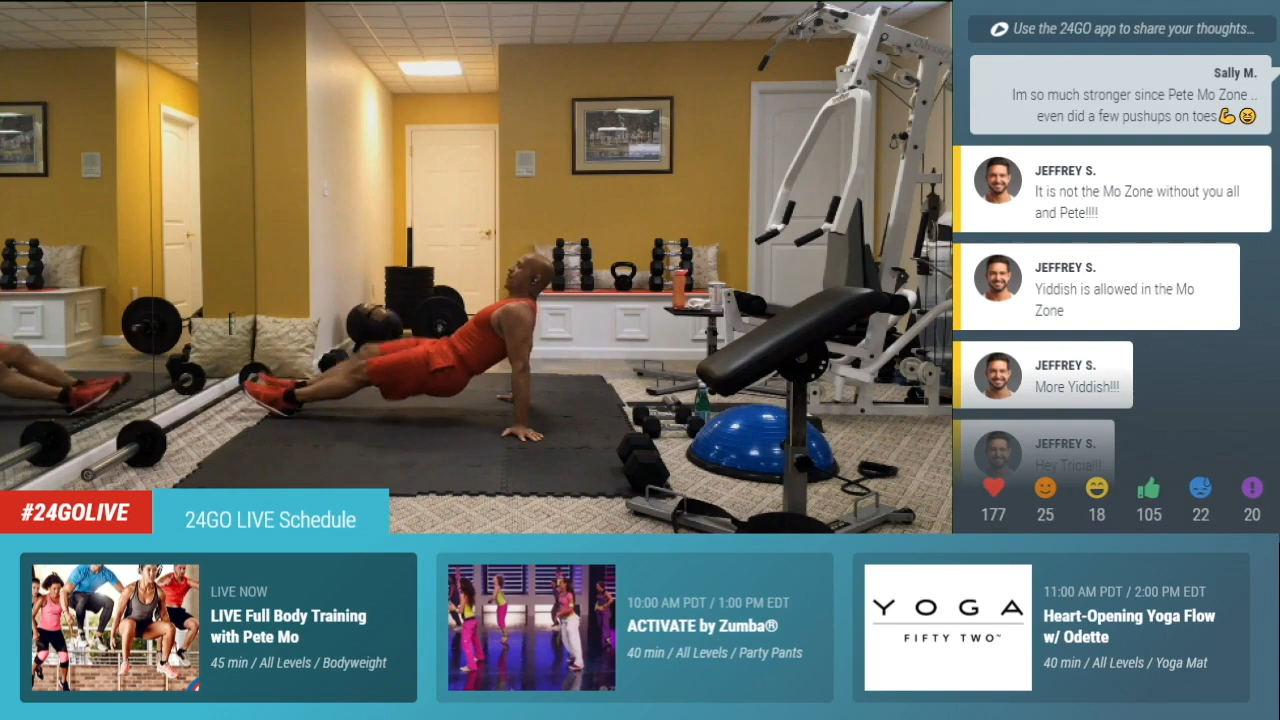 Use the 24GO app to share your thoughts...
Sally M.
Im so much stronger since Pete Mo Zone ..
even did a few pushups on toes💪😆
JEFFREY S.
It is not the Mo Zone without you all
and Pete!!!!
JEFFREY S.
Yiddish is allowed in the Mo
Zone
JEFFREY S.
More Yiddish!!!
JEFFREY S.
Hey Tricia!!!
177
25
18
105
22
20
#24GOLIVE
24GO LIVE Schedule
LIVE NOW
LIVE Full Body Training
with Pete Mo
45 min / All Levels / Bodyweight
10:00 AM PDT / 1:00 PM EDT
ACTIVATE by Zumba®
40 min / All Levels / Party Pants
YOGA
FIFTY TWO™
11:00 AM PDT / 2:00 PM EDT
Heart-Opening Yoga Flow
w/ Odette
40 min / All Levels / Yoga Mat